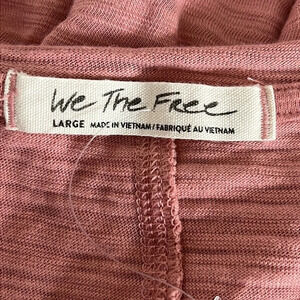 We The Free
LARGE MADE IN VIETNAM/FABRIQUÉ AU VIETNAM